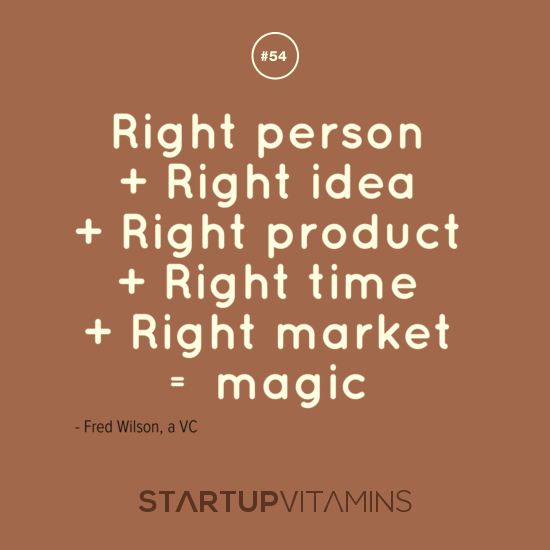 #54
Right person
+ Right idea
+ Right product
+ Right time
+ Right market
= magic
- Fred Wilson, a VC
STARTUPVITAMINS